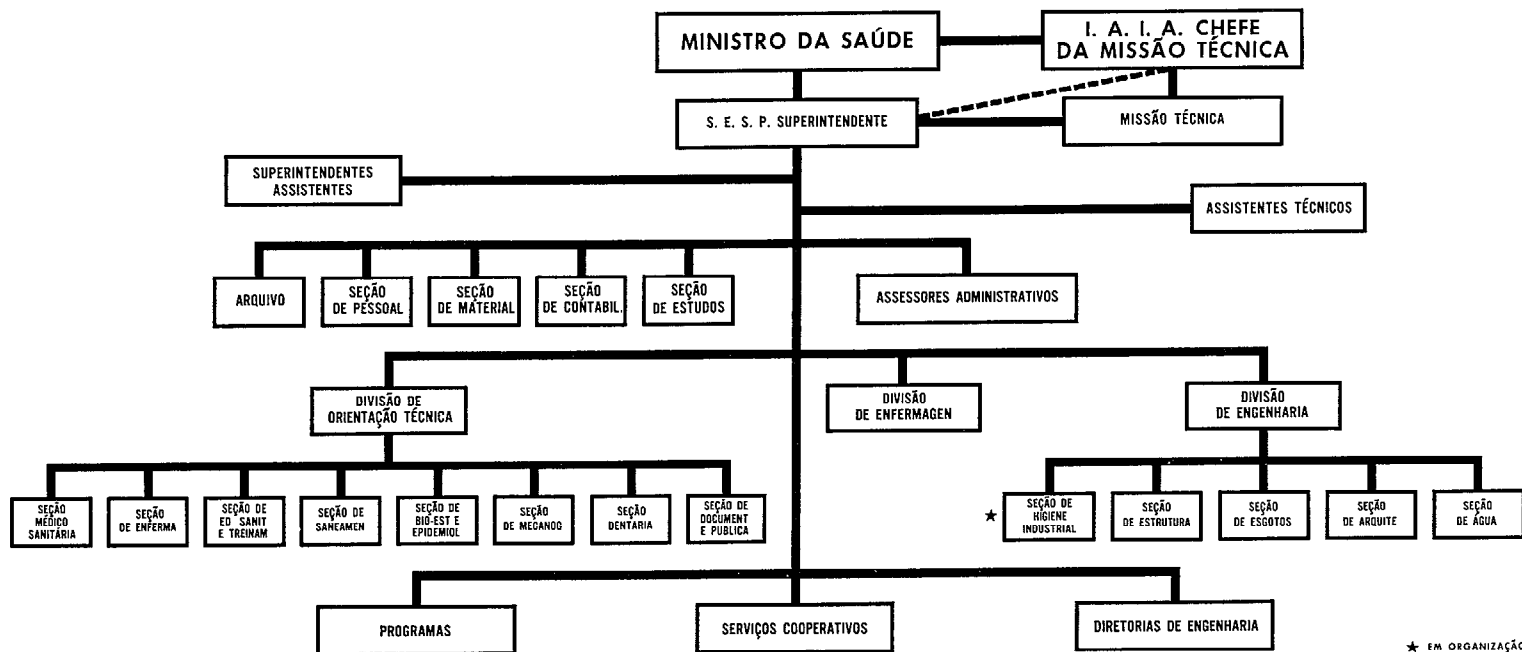 MINISTRO DA SAÚDE
I. A. I. A. CHEFE
DA MISSÃO TÉCNICA
S. E. S. P. SUPERINTENDENTE
MISSÃO TÉCNICA
SUPERINTENDENTES
ASSISTENTES
ASSISTENTES TÉCNICOS
ARQUIVO
SEÇÃO
DE PESSOAL
SEÇÃO
DE MATERIAL
SEÇÃO
DE CONTABIL.
SEÇÃO
DE ESTUDOS
ASSESSORES ADMINISTRATIVOS
DIVISÃO DE
ORIENTAÇÃO TÉCNICA
DIVISÃO
DE ENFERMAGEN
DIVISÃO
DE ENGENHARIA
SEÇÃO
MÉDICO
SANITÁRIA
SEÇÃO
DE ENFERMA
SEÇÃO DE
ED SANIT
E TREINAM
SEÇÃO DE
SANEAMEN
SEÇÃO DE
BIO-EST E
EPIDEMIOL
SEÇÃO
DE MECANOG
SEÇÃO
DENTARIA
SEÇÃO DE
DOCUMENT
E PUBLICA
★
SEÇÃO DE
HIGIENE
INDUSTRIAL
SEÇÃO
DE ESTRUTURA
SEÇÃO
DE ESGOTOS
SEÇÃO
DE ARQUITE
SEÇÃO
DE ÁGUA
PROGRAMAS
SERVIÇOS COOPERATIVOS
DIRETORIAS DE ENGENHARIA
★ EM ORGANIZAÇÃO